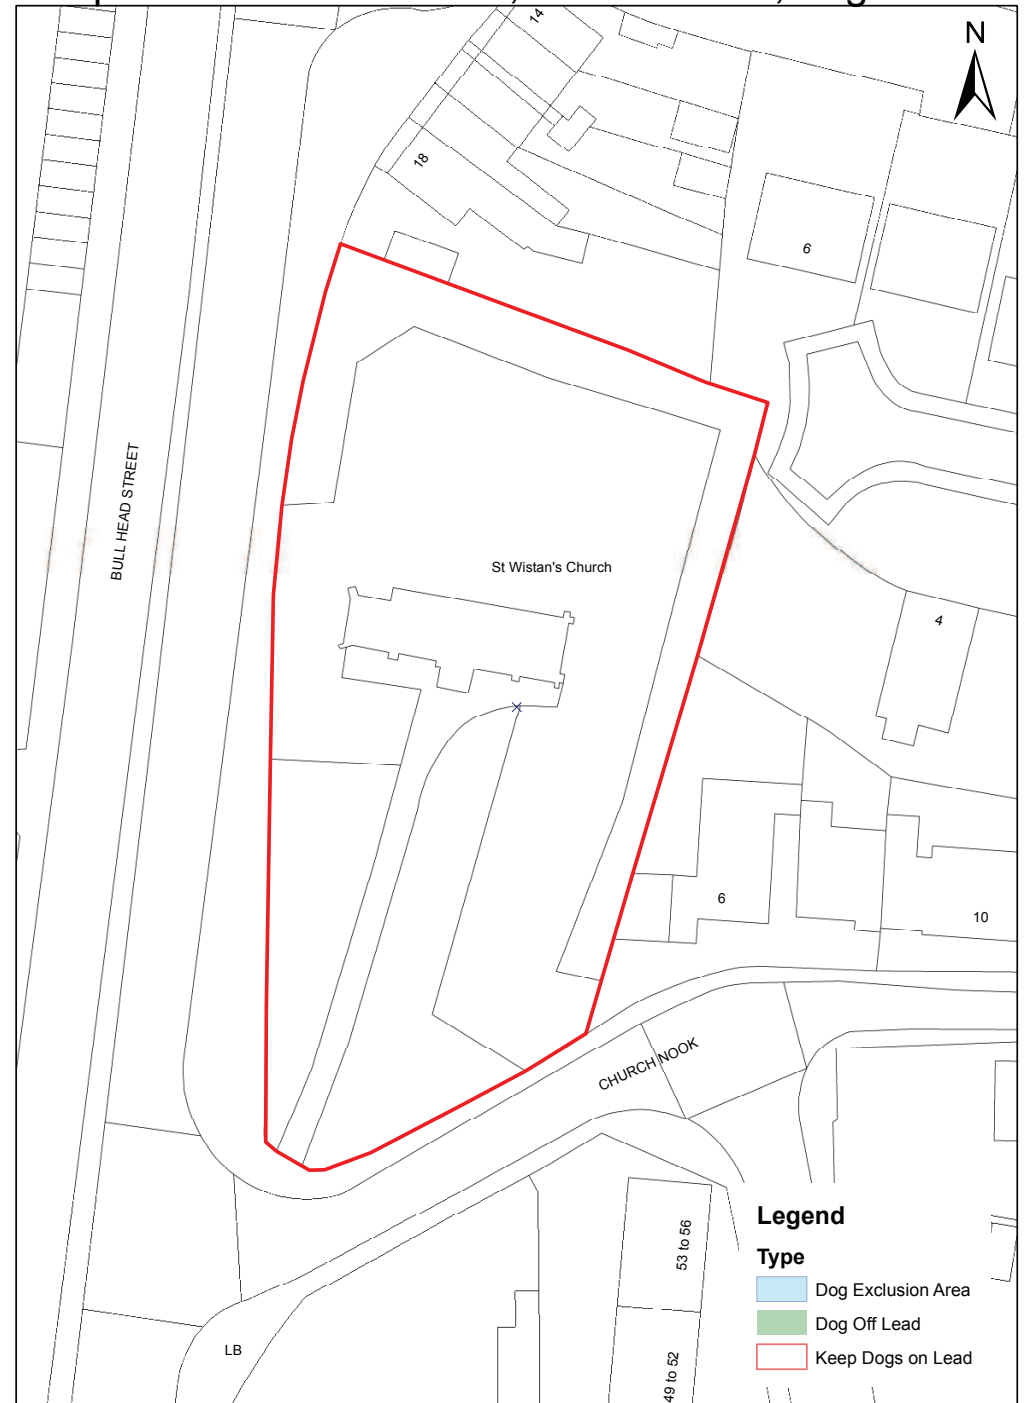 N
14
18
6
BULL HEAD STREET
St Wistan's Church
4
6
10
CHURCH NOOK
53 to 56
49 to 52
LB
Legend
Type
Dog Exclusion Area
Dog Off Lead
Keep Dogs on Lead